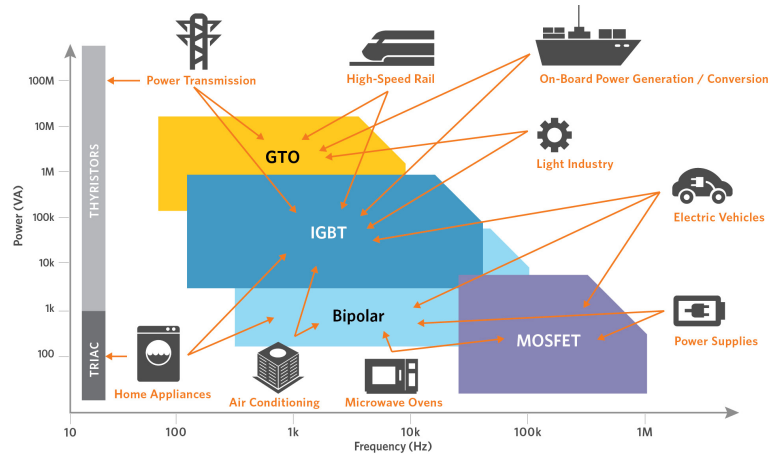 Power Transmission
High-Speed Rail
On-Board Power Generation / Conversion
Light Industry
Electric Vehicles
Power Supplies
Home Appliances
Air Conditioning
Microwave Ovens
GTO
IGBT
Bipolar
MOSFET
THYRISTORS
TRIAC
Power (VA)
100M
10M
1M
100k
10k
1k
100
10
100
1k
10k
100k
1M
Frequency (Hz)